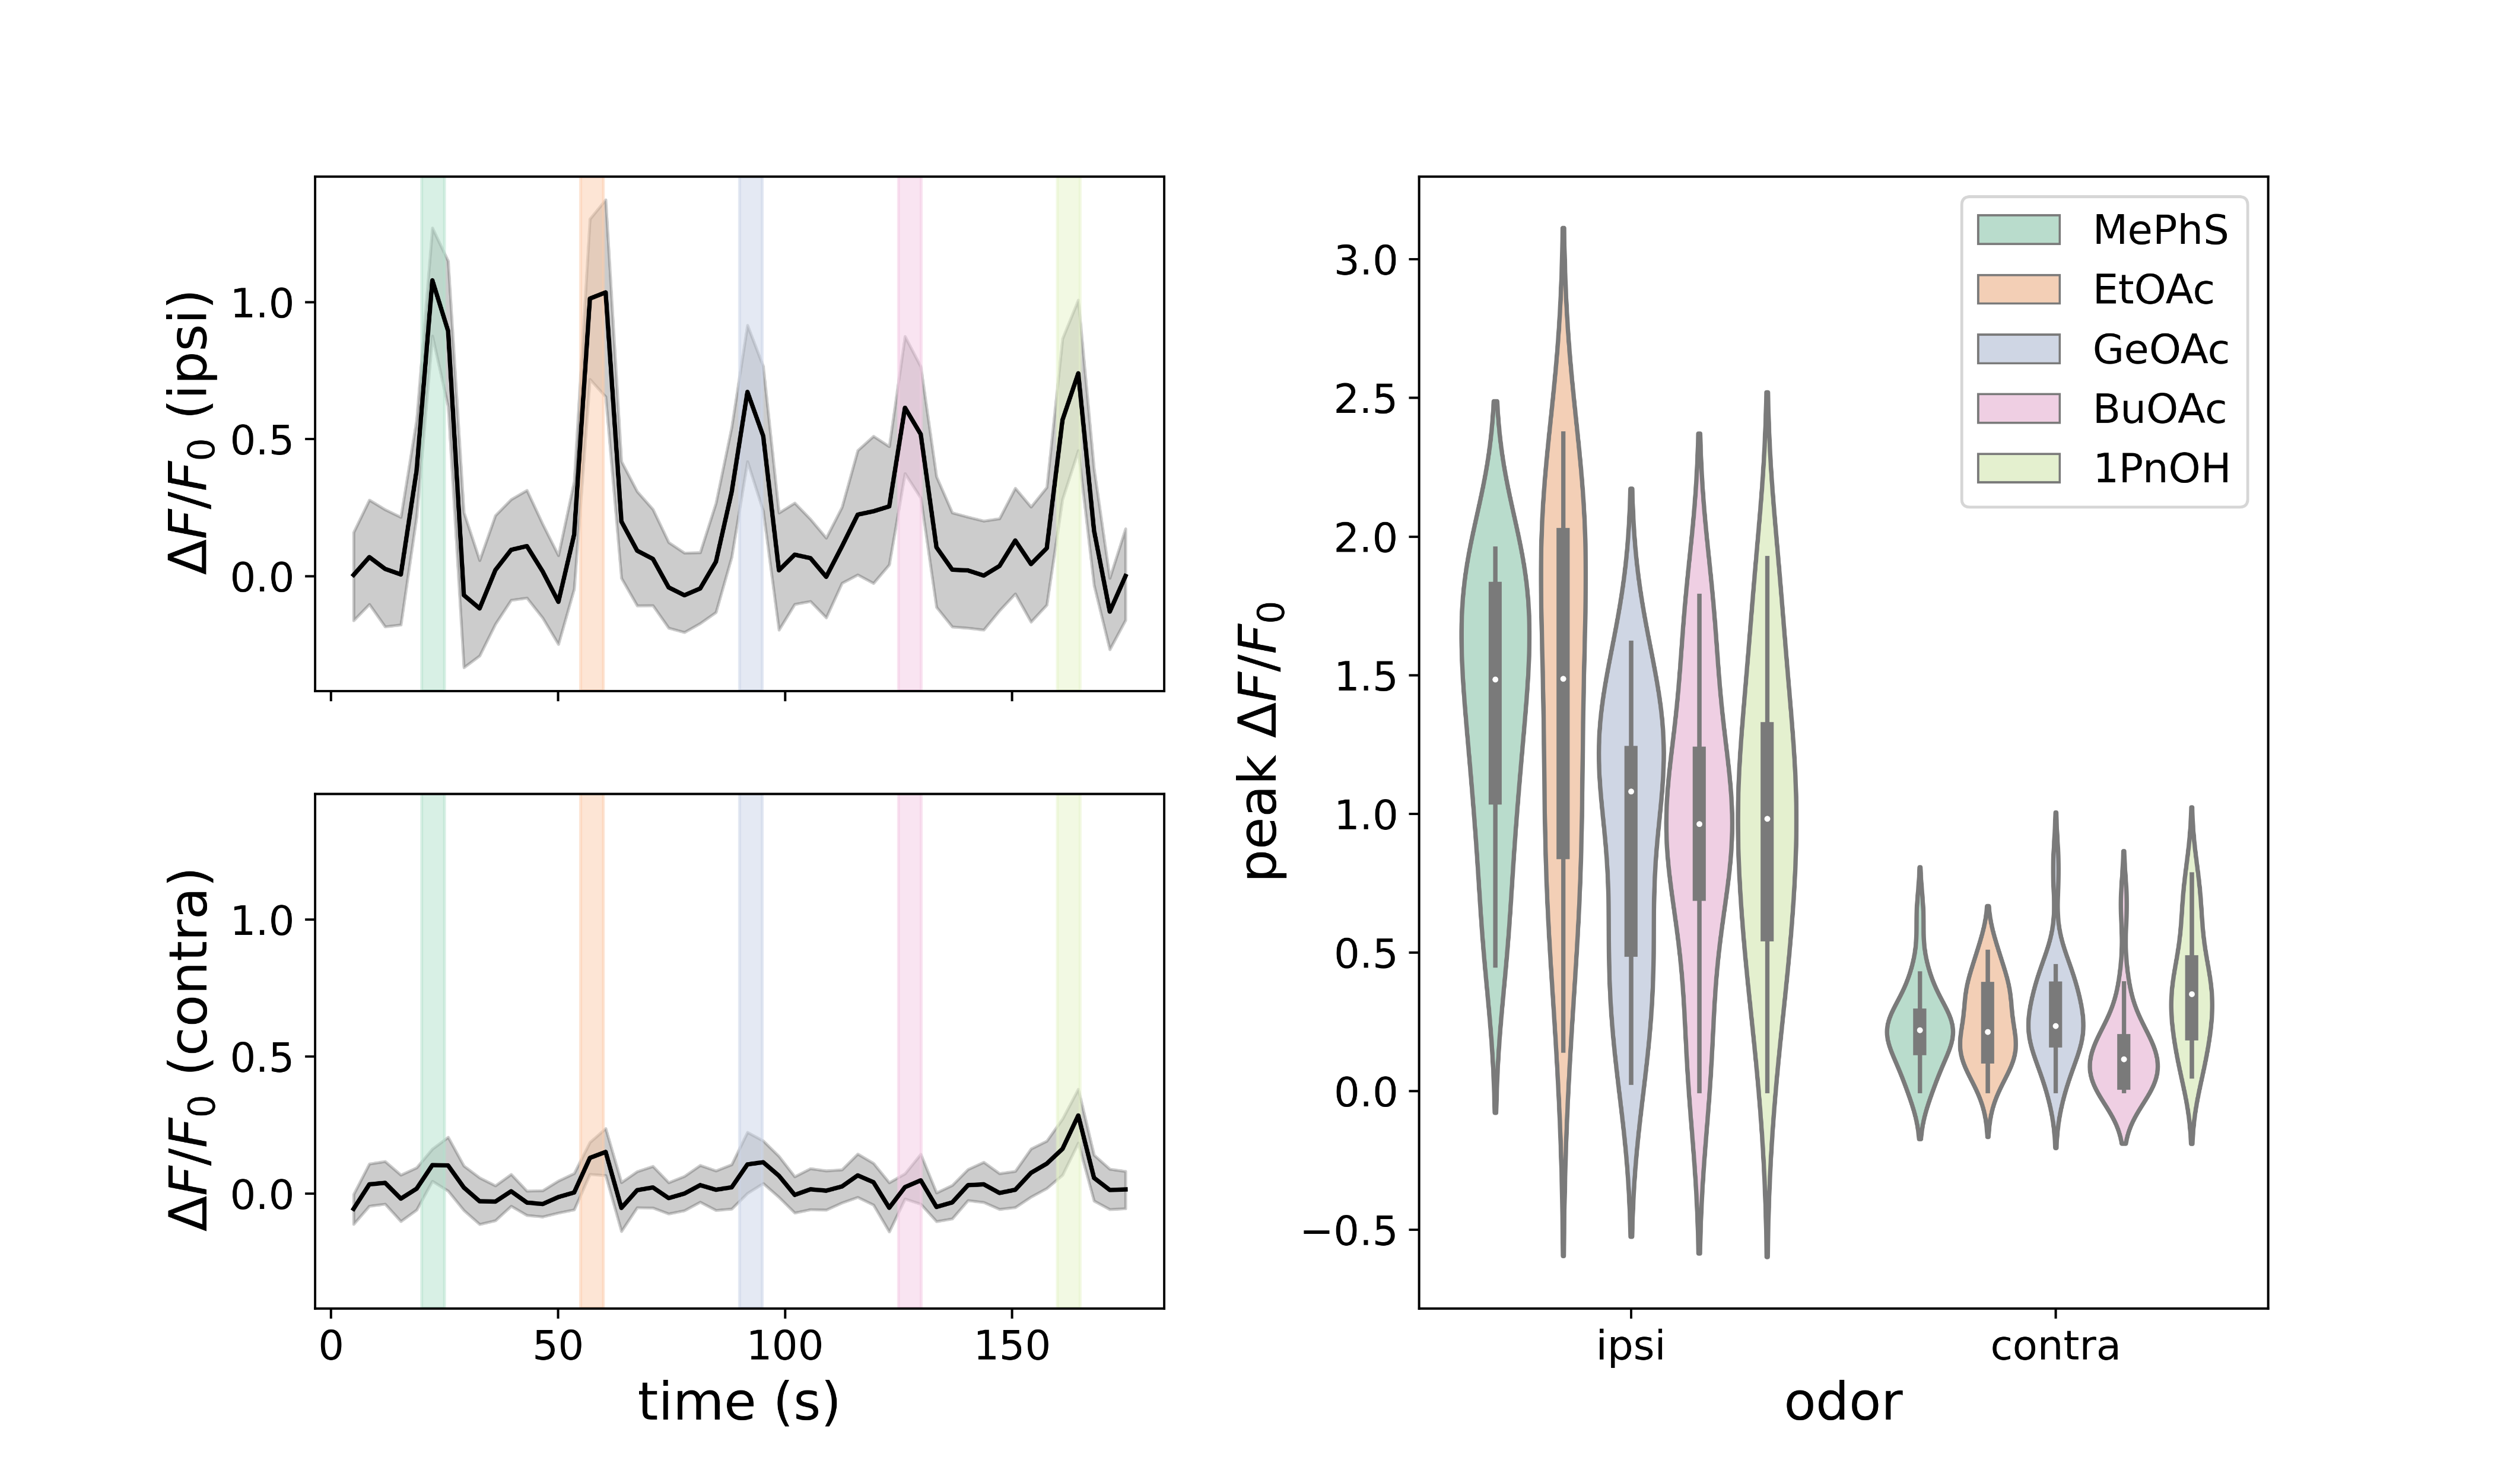 ΔF/F0 (ipsi)
1.0
0.5
0.0
ΔF/F0 (contra)
1.0
0.5
0.0
0 50 100 150
time (s)
peak ΔF/F0
3.0
2.5
2.0
1.5
1.0
0.5
0.0
−0.5
MePhS
EtOAc
GeOAc
BuOAc
1PnOH
ipsi contra
odor